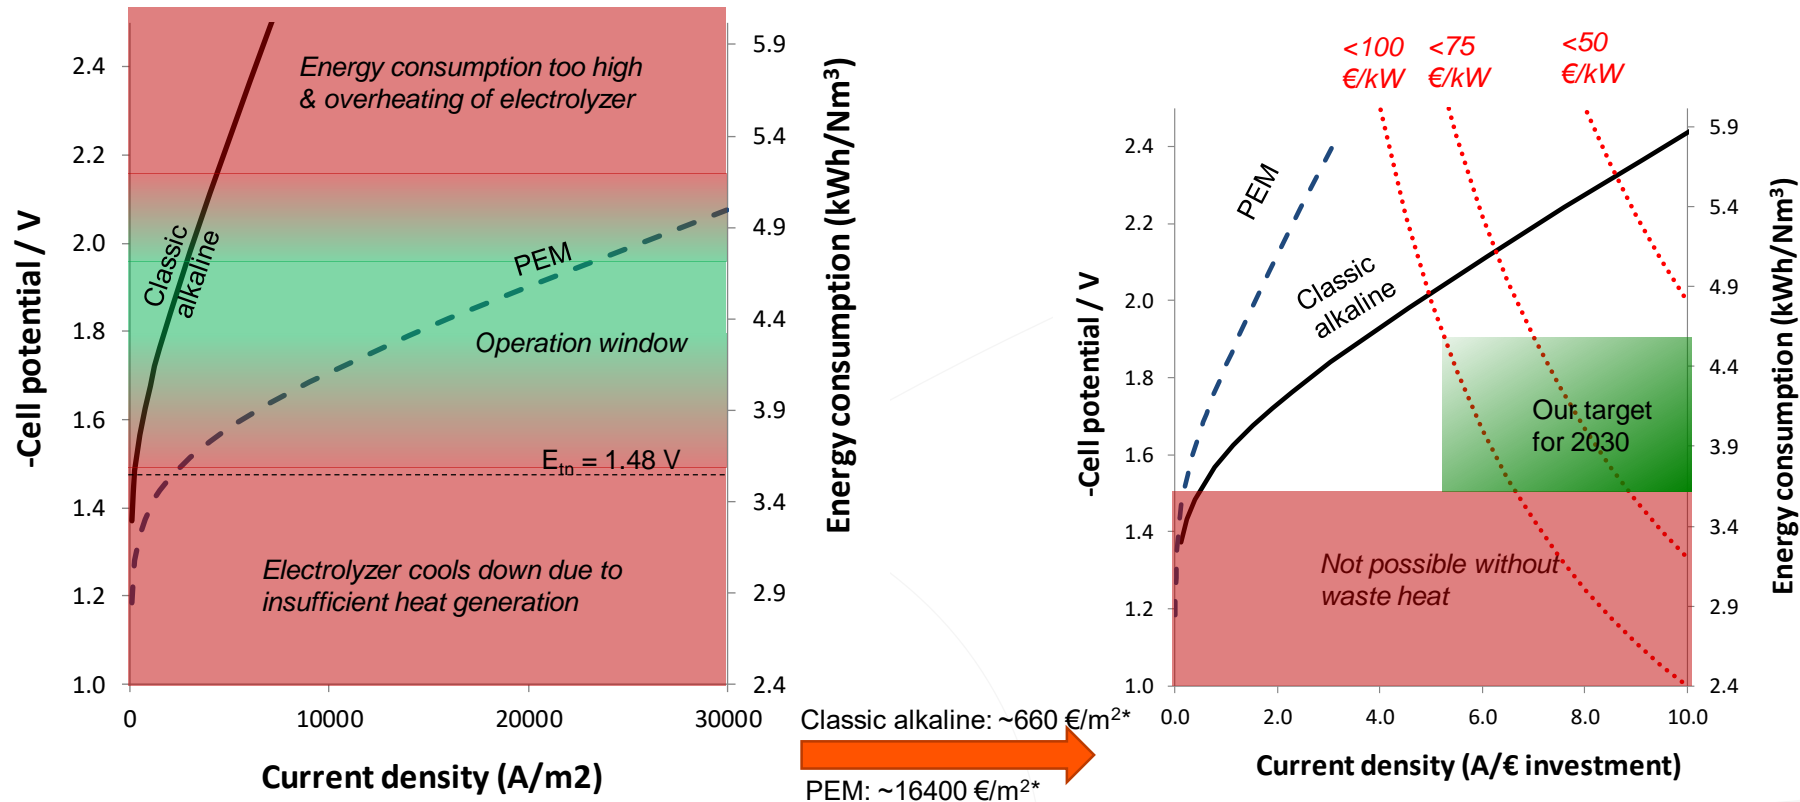 -Cell potential / V
2.4
2.2
2.0
1.8
1.6
1.4
1.2
1.0
Energy consumption too high
& overheating of electrolyzer
Classic
alkaline
PEM
Operation window
Etn = 1.48 V
Electrolyzer cools down due to
insufficient heat generation
5.9
5.4
4.9
4.4
3.9
3.4
2.9
2.4
Energy consumption (kWh/Nm³)
0
10000
20000
30000
Current density (A/m2)
Classic alkaline: ~660 €/m²*
PEM: ~16400 €/m²*
<100
€/kW
<75
€/kW
<50
€/kW
-Cell potential / V
2.4
2.2
2.0
1.8
1.6
1.4
1.2
1.0
PEM
Classic
alkaline
Our target
for 2030
Not possible without
waste heat
5.9
5.4
4.9
4.4
3.9
3.4
2.9
2.4
Energy consumption (kWh/Nm³)
0.0
2.0
4.0
6.0
8.0
10.0
Current density (A/€ investment)